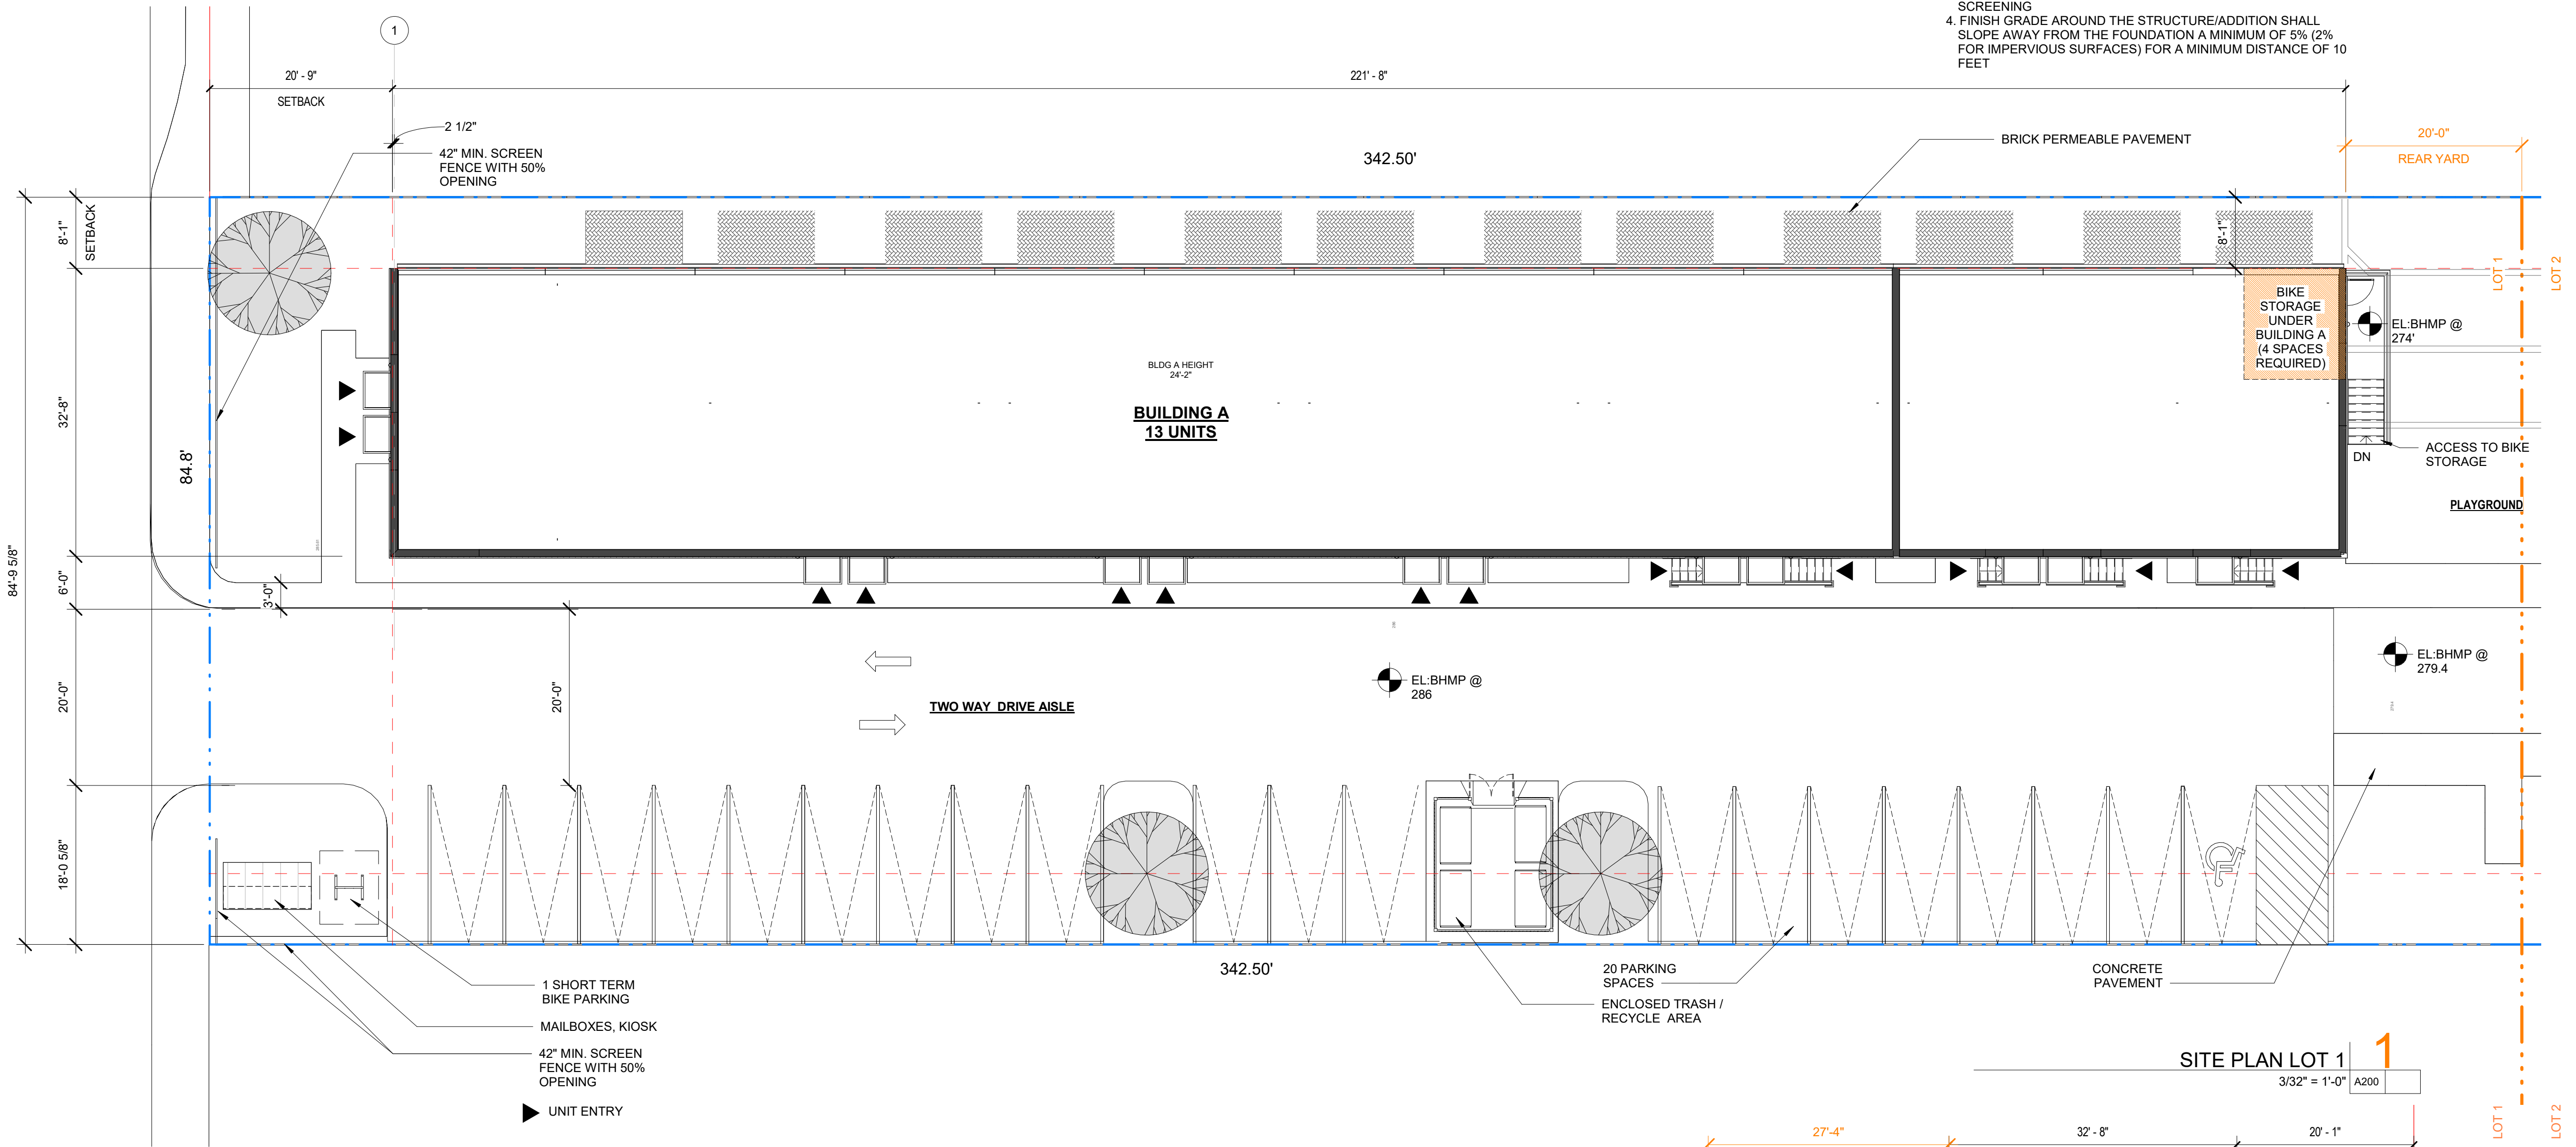 SCREENING
4. FINISH GRADE AROUND THE STRUCTURE/ADDITION SHALL
SLOPE AWAY FROM THE FOUNDATION A MINIMUM OF 5% (2%
FOR IMPERVIOUS SURFACES) FOR A MINIMUM DISTANCE OF 10
FEET
1
20' - 9"
SETBACK
221' - 8"
2 1/2"
42" MIN. SCREEN
FENCE WITH 50%
OPENING
342.50'
BRICK PERMEABLE PAVEMENT
20'-0"
REAR YARD
8'-1"
SETBACK
8'-1"
LOT 1
LOT 2
BIKE
STORAGE
UNDER
BUILDING A
(4 SPACES
REQUIRED)
EL:BHMP @
274'
BLDG A HEIGHT
24'-2"
BUILDING A
13 UNITS
32'-8"
84.8'
DN
ACCESS TO BIKE
STORAGE
PLAYGROUND
84'-9 5/8"
6'-0"
3'-0"
20'-0"
20'-0"
EL:BHMP @
286
EL:BHMP @
279.4
TWO WAY DRIVE AISLE
18'-0 5/8"
342.50'
1 SHORT TERM
BIKE PARKING
MAILBOXES, KIOSK
42" MIN. SCREEN
FENCE WITH 50%
OPENING
UNIT ENTRY
20 PARKING
SPACES
ENCLOSED TRASH /
RECYCLE AREA
CONCRETE
PAVEMENT
SITE PLAN LOT 1
1
3/32" = 1'-0"
A200
LOT 1
LOT 2
27'-4"
32' - 8"
20' - 1"